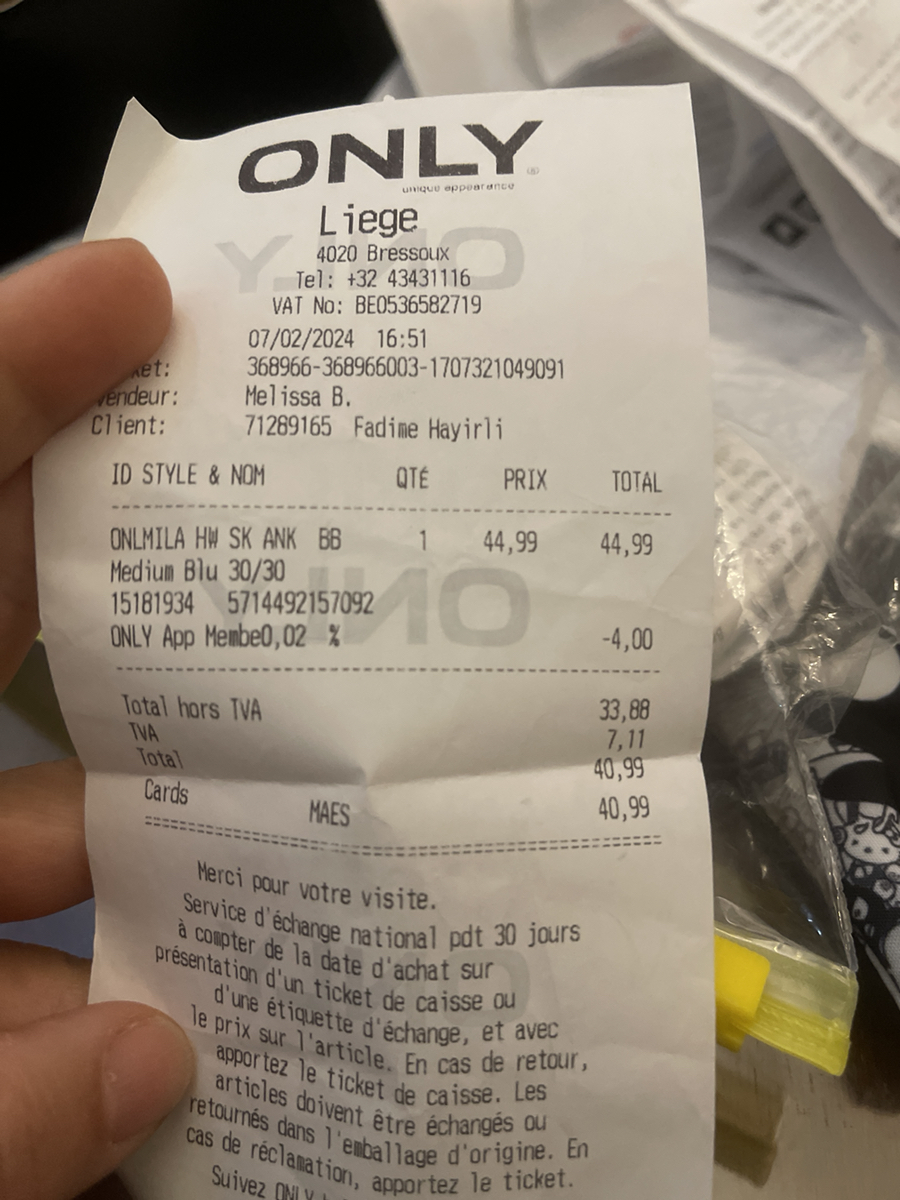 ONLY
unique appearance
Liege
4020 Bressoux
Tel: +32 43431116
VAT No: BE0536582719
07/02/2024 16:51
ket: 368966-368966003-1707321049091
Vendeur: Melissa B.
Client: 71289165 Fadime Hayirli
ID STYLE & NOM QTÉ PRIX TOTAL
ONLMILA HW SK ANK BB 1 44,99 44,99
Medium Blu 30/30
15181934 5714492157092
ONLY App Membe0,02 % -4,00
Total hors TVA 33,88
TVA 7,11
Total 40,99
Cards MAES 40,99
Merci pour votre visite.
Service d'échange national pdt 30 jours
à compter de la date d'achat sur
présentation d'un ticket de caisse ou
d'une étiquette d'échange, et avec
le prix sur l'article. En cas de retour,
apportez le ticket de caisse. Les
articles doivent être échangés ou
retournés dans l'emballage d'origine. En
cas de réclamation, apportez le ticket.
Suivez ONLY